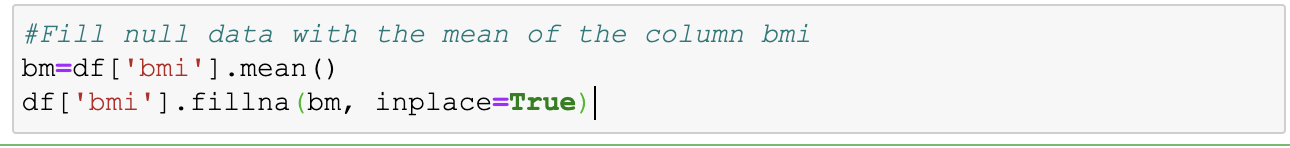 #Fill null data with the mean of the column bmi
bm=df['bmi'].mean()
df['bmi'].fillna(bm, inplace=True)